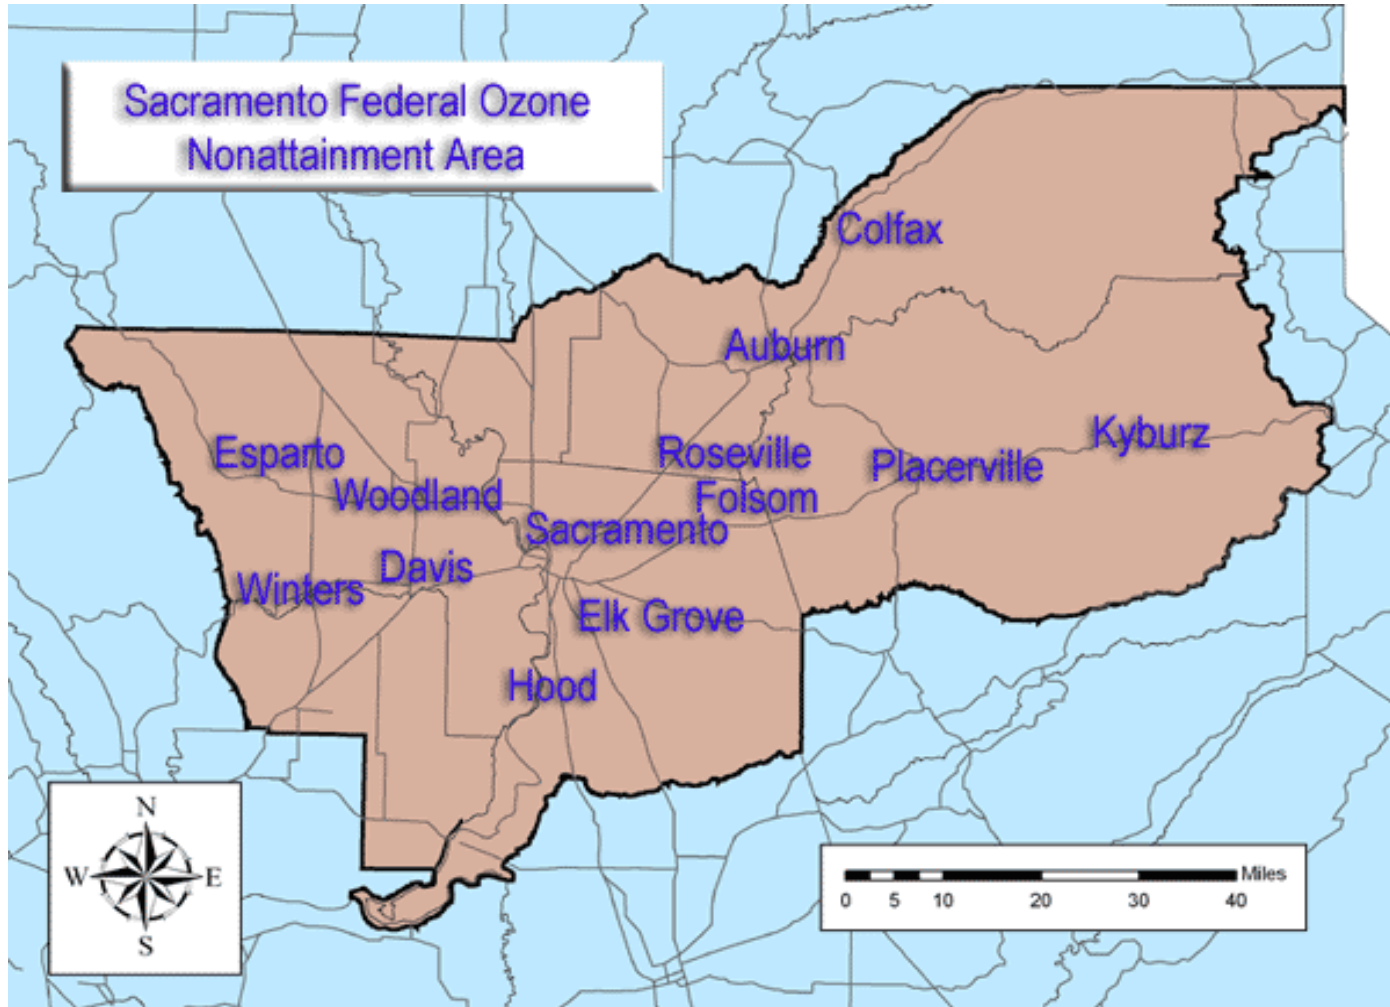 Sacramento Federal Ozone
Nonattainment Area
Colfax
Auburn
Kyburz
Esparto
Roseville
Placerville
Woodland
Folsom
Sacramento
Davis
Winters
Elk Grove
Hood
N
W E
S
Miles
0 5 10 20 30 40